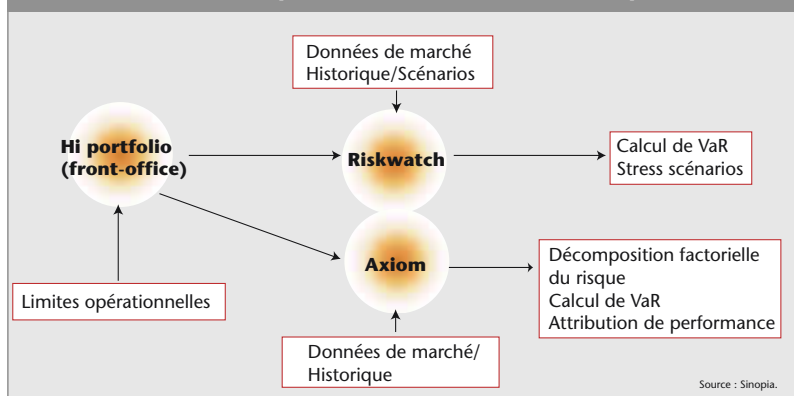 Données de marché
Historique/Scénarios
Hi portfolio
(front-office)
Riskwatch
Calcul de VaR
Stress scénarios
Axiom
Décomposition factorielle
du risque
Calcul de VaR
Attribution de performance
Limites opérationnelles
Données de marché/
Historique
Source : Sinopia.